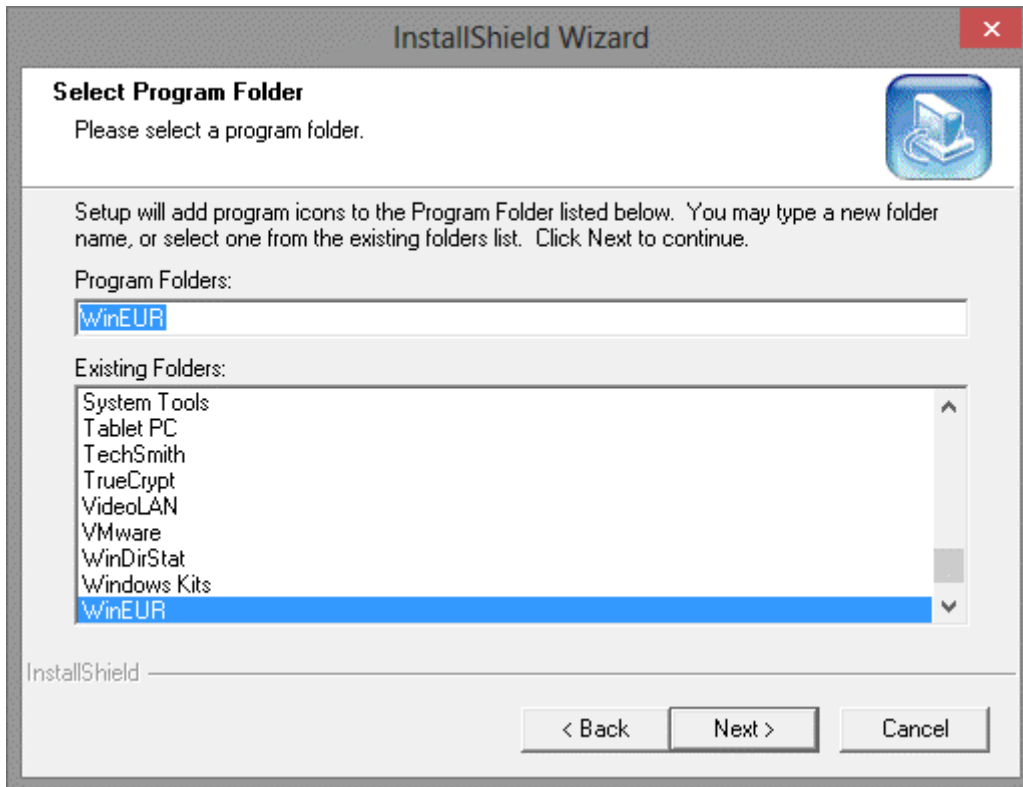 InstallShield Wizard
Select Program Folder
Please select a program folder.
Setup will add program icons to the Program Folder listed below.  You may type a new folder
name, or select one from the existing folders list.  Click Next to continue.
Program Folders:
WinEUR
Existing Folders:
System Tools
Tablet PC
TechSmith
TrueCrypt
VideoLAN
VMware
WinDirStat
Windows Kits
WinEUR
InstallShield
< Back
Next >
Cancel